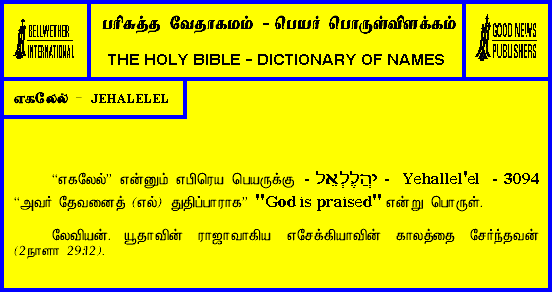 BELLWETHER
INTERNATIONAL
பரிசுத்த வேதாகமம் - பெயர் பொருள்விளக்கம்
THE HOLY BIBLE - DICTIONARY OF NAMES
GOOD NEWS
PUBLISHERS
எகலேல் - JEHALELEL
“எகலேல்” என்னும் எபிரெய பெயருக்கு - יְהַלֶּלְאֵל - Yehallel'el - 3094
“அவர் தேவனைத் (எல்) துதிப்பாராக” "God is praised" என்று பொருள்.
லேவியன். யூதாவின் ராஜாவாகிய எசேக்கியாவின் காலத்தை சேர்ந்தவன்
(2நாளா 29:12).